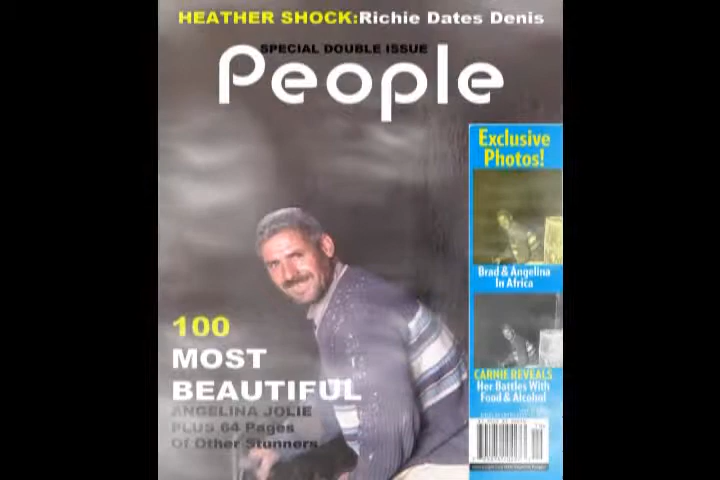 HEATHER SHOCK:Richie Dates Denis
SPECIAL DOUBLE ISSUE
People
Exclusive
Photos!
Brad & Angelina
In Africa
CARNIE REVEALS
Her Battles With
Food & Alcohol
100
MOST
BEAUTIFUL
ANGELINA JOLIE
PLUS 64 Pages
Of Other Stunners